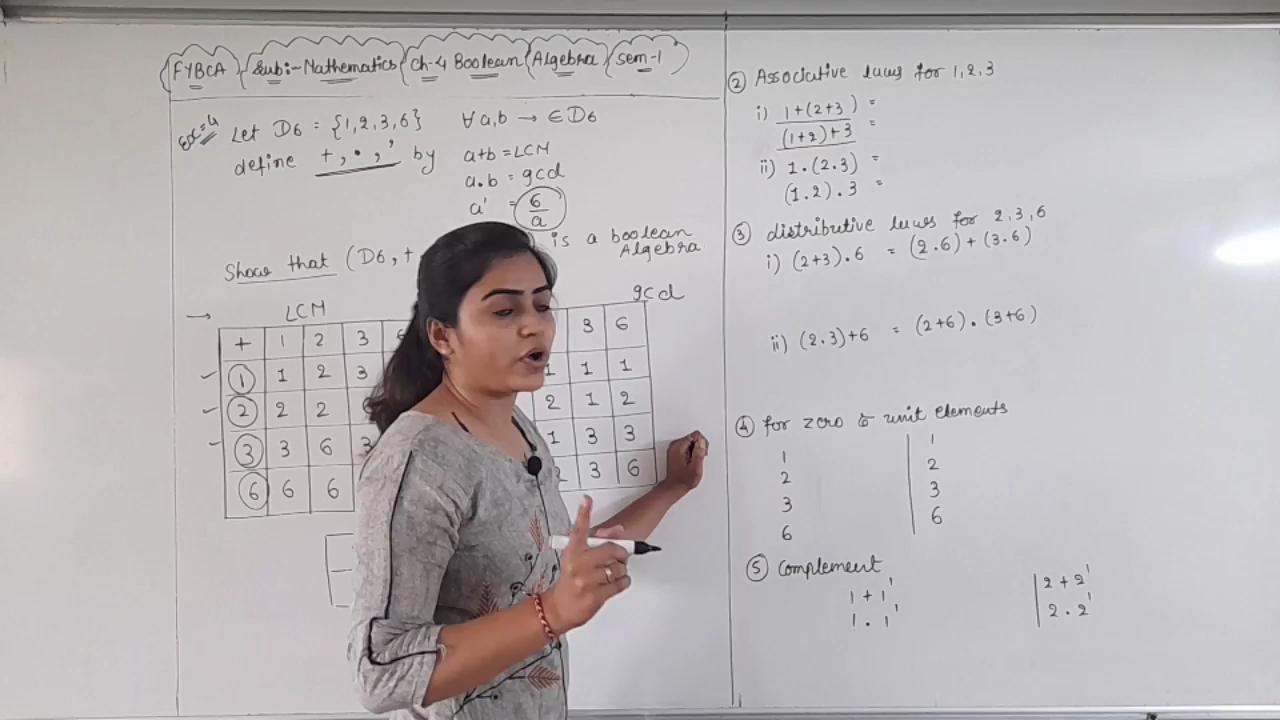 FYBCA Sub:- Mathematics Ch-4 Boolean Algebra Sem-1
Ex:-4 Let D6 = {1,2,3,6} ∀ a,b → ∈ D6
define +, •, ' by a+b = LCM
a.b = gcd
a' = 6/a
Show that (D6, + is a boolean
Algebra
→ LCM
+ 1 2 3 6
1 1 2 3
2 2 2
3 3 6 3
6 6 6
gcd
3 6
1 1 1
2 1 2
1 3 3
2 3 6
② Associative laws for 1,2,3
i) 1+(2+3) =
(1+2)+3 =
ii) 1.(2.3) =
(1.2).3 =
③ distributive laws for 2,3,6
i) (2+3).6 = (2.6)+(3.6)
ii) (2.3)+6 = (2+6).(3+6)
④ for zero & unit elements
1 1
2 2
3 3
6 6
⑤ Complement
1+1' 2+2'
1.1' 2.2'